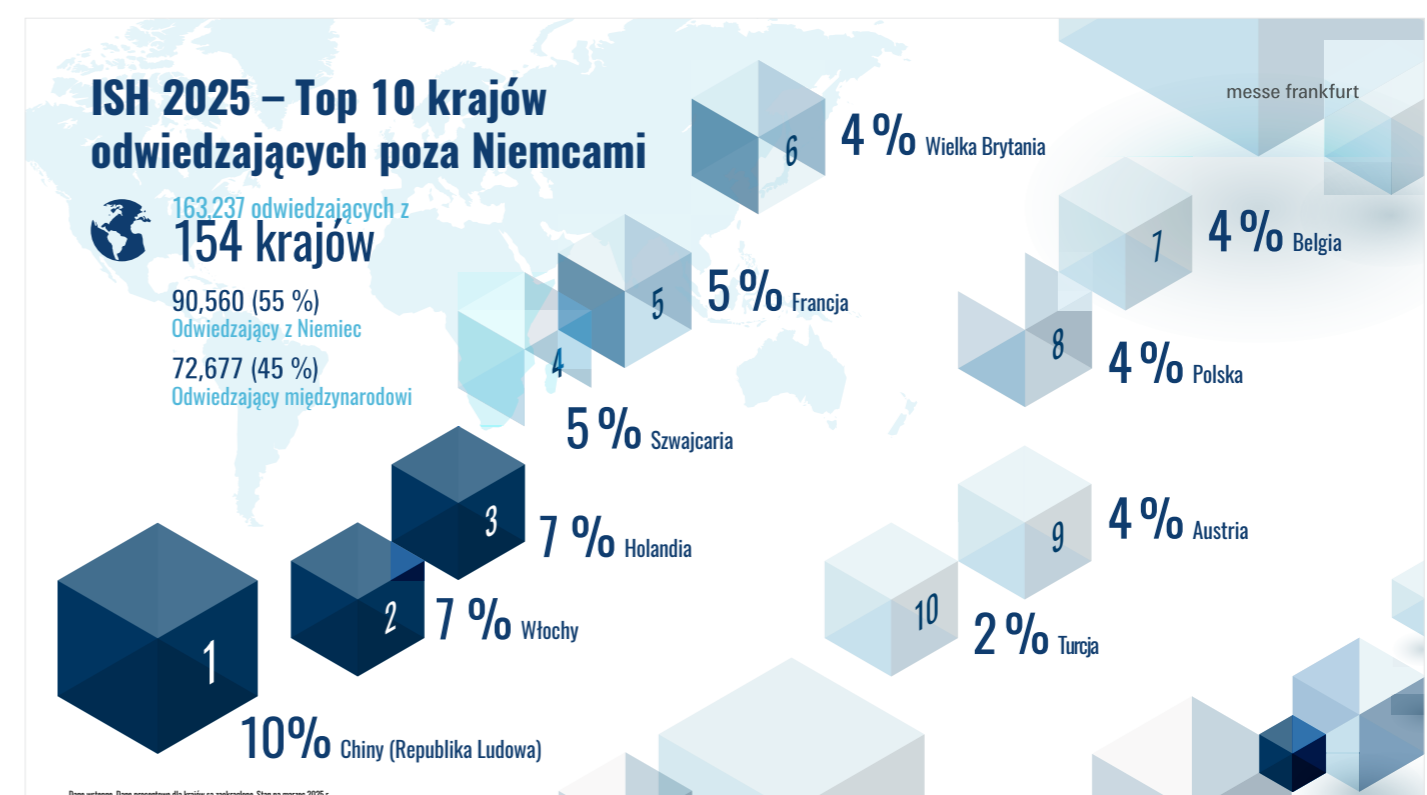 ISH 2025 – Top 10 krajów
odwiedzających poza Niemcami
messe frankfurt
163,237 odwiedzających z
154 krajów
90,560 (55 %)
Odwiedzający z Niemiec
72,677 (45 %)
Odwiedzający międzynarodowi
1
10% Chiny (Republika Ludowa)
2
7 % Włochy
3
7 % Holandia
4
5 % Szwajcaria
5
5 % Francja
6
4 % Wielka Brytania
7
4 % Belgia
8
4 % Polska
9
4 % Austria
10
2 % Turcja